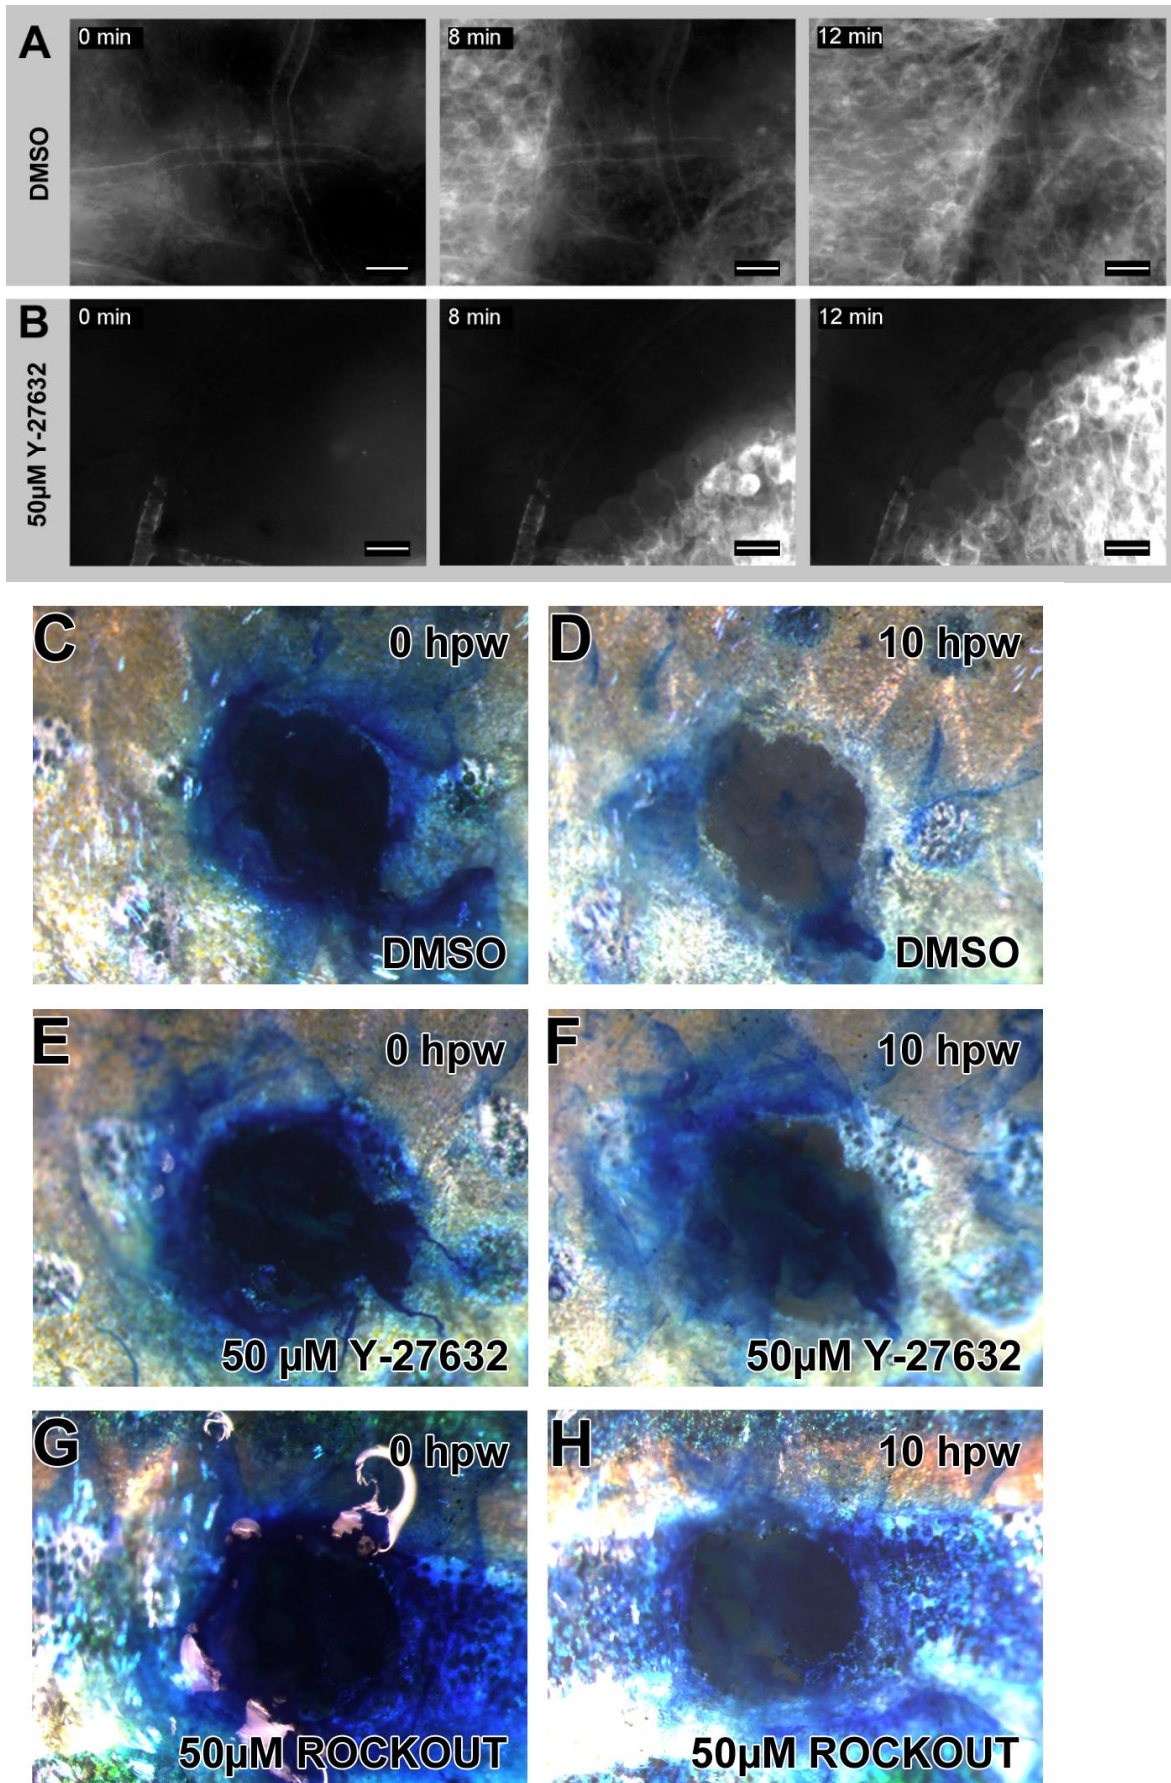 A
DMSO
0 min
8 min
12 min
B
50µM Y-27632
0 min
8 min
12 min
C
0 hpw
DMSO
D
10 hpw
DMSO
E
0 hpw
50 µM Y-27632
F
10 hpw
50µM Y-27632
G
0 hpw
50µM ROCKOUT
H
10 hpw
50µM ROCKOUT